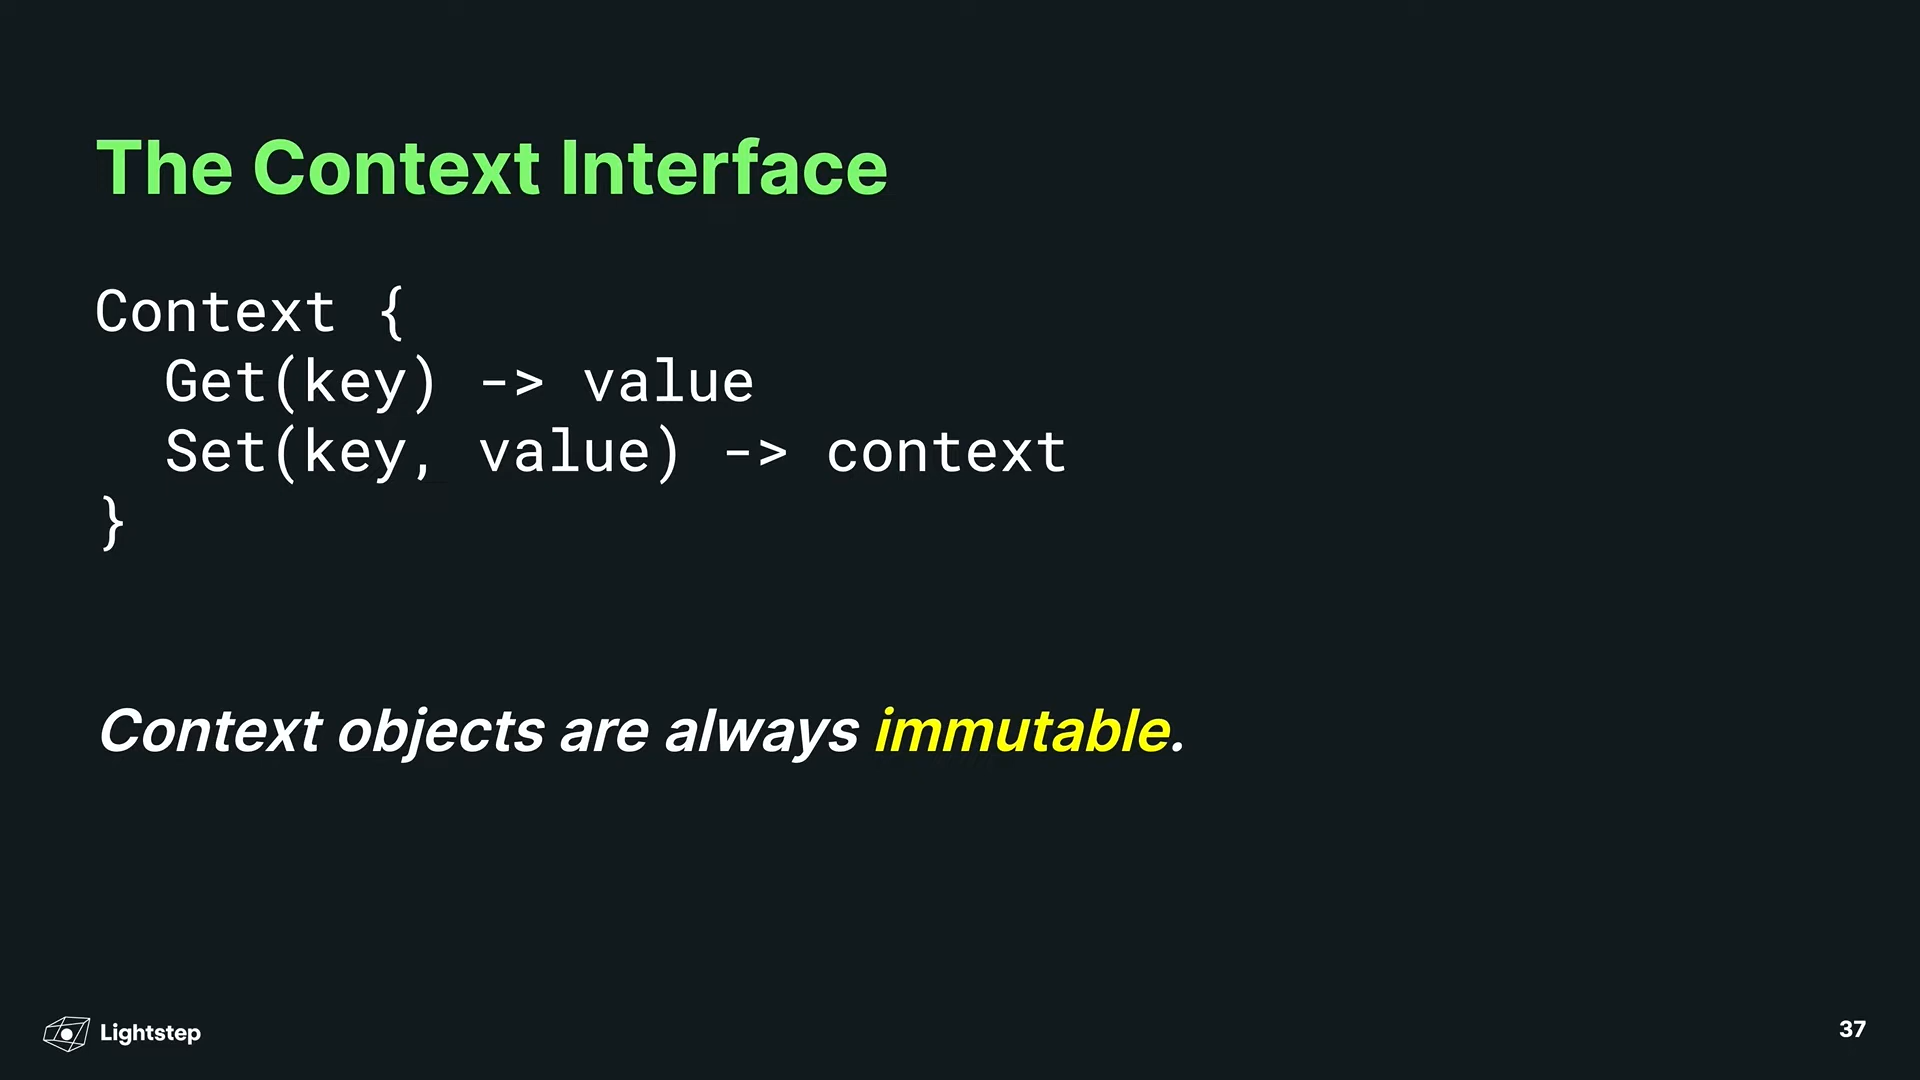 The Context Interface
Context {
  Get(key) -> value
  Set(key, value) -> context
}
Context objects are always immutable.
Lightstep
37